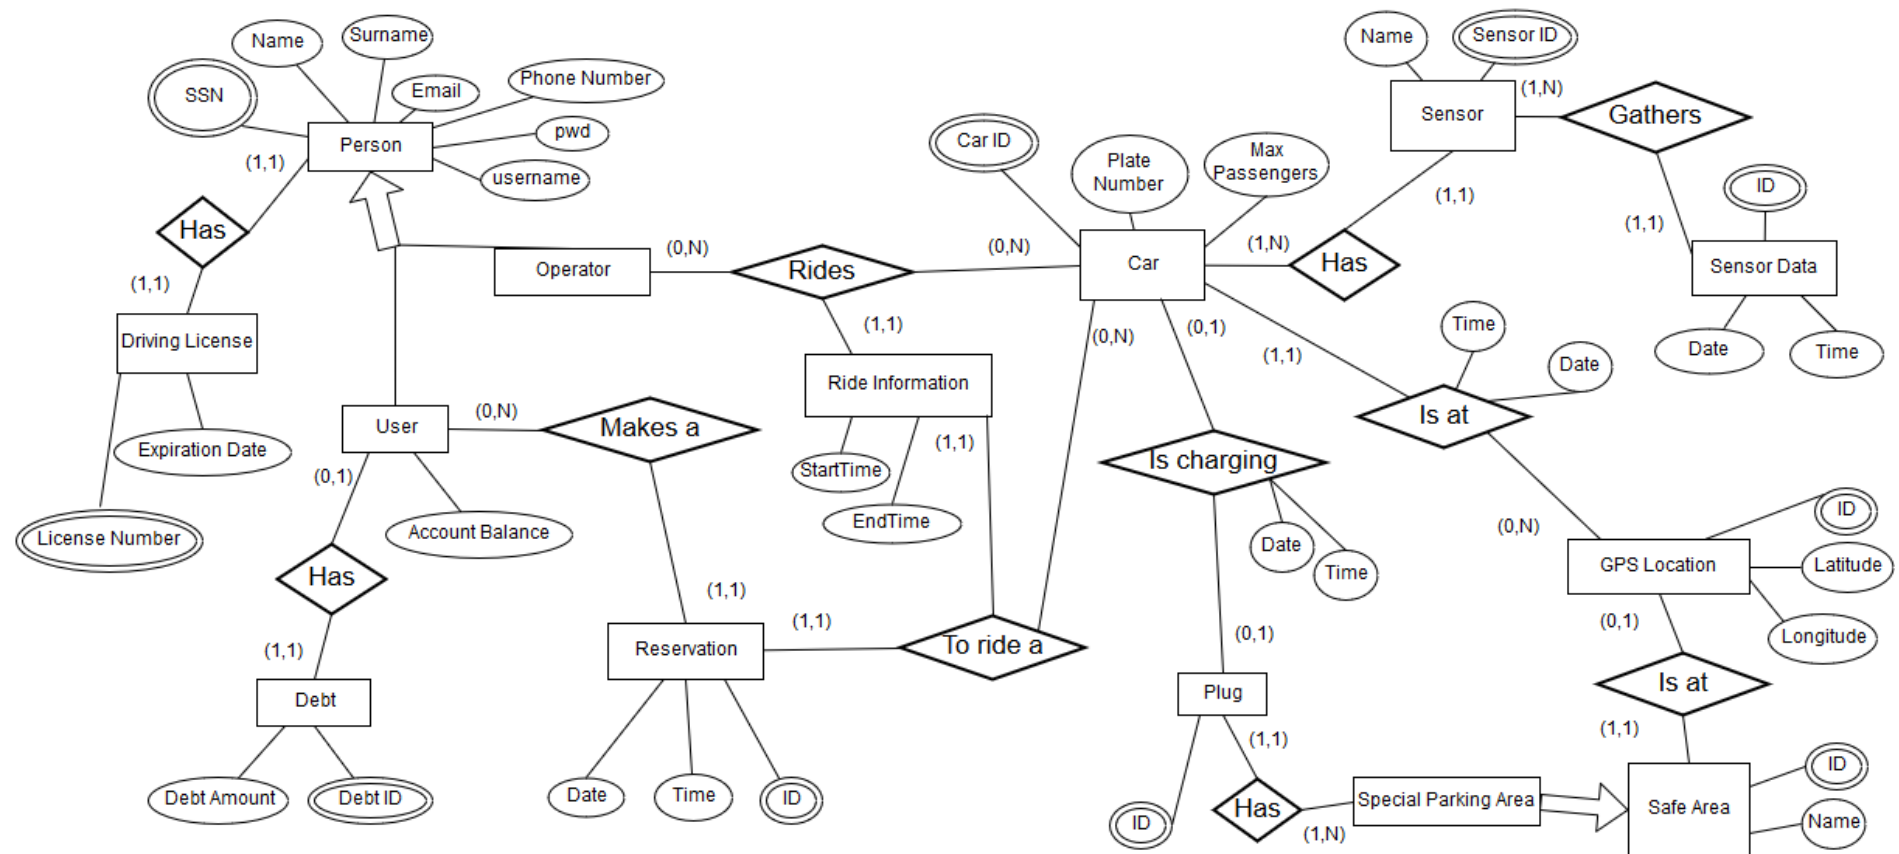 Name
Surname
SSN
Email
Phone Number
pwd
username
Person
(1,1)
Has
(1,1)
Driving License
Expiration Date
License Number
Operator
(0,N)
Rides
(0,N)
(1,1)
Ride Information
StartTime
EndTime
(1,1)
User
(0,N)
Makes a
(0,1)
Account Balance
Has
(1,1)
Debt
Debt Amount
Debt ID
(1,1)
Reservation
(1,1)
To ride a
Date
Time
ID
Car ID
Plate
Number
Max
Passengers
Car
(1,N)
Has
(1,1)
(0,N)
(0,1)
(1,1)
Name
Sensor ID
Sensor
(1,N)
Gathers
(1,1)
ID
Sensor Data
Date
Time
Time
Date
Is at
Is charging
Date
Time
(0,N)
ID
GPS Location
Latitude
Longitude
(0,1)
(0,1)
Is at
Plug
(1,1)
(1,1)
ID
Has
(1,N)
Special Parking Area
Safe Area
ID
Name